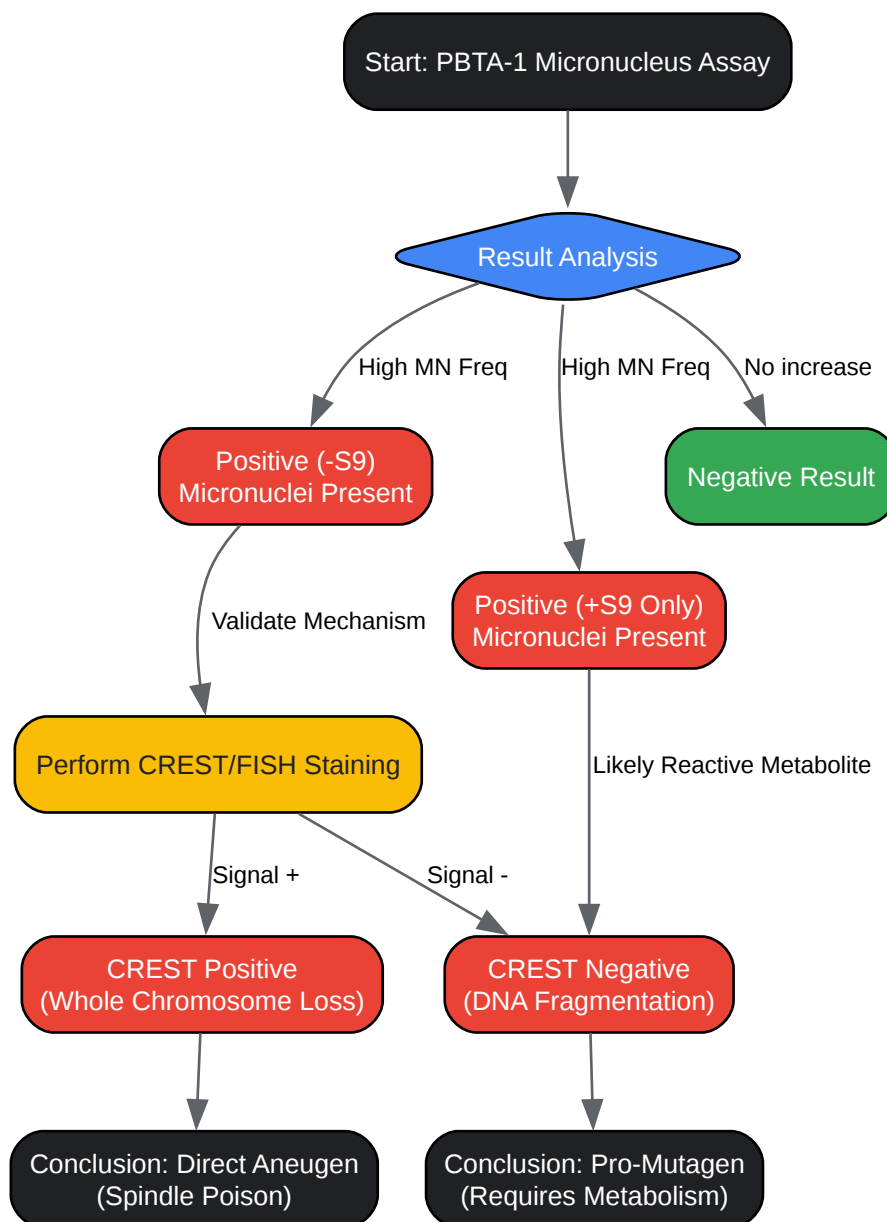 Start: PBTA-1 Micronucleus Assay
Result Analysis
High MN Freq
High MN Freq
No increase
Positive (-S9)
Micronuclei Present
Negative Result
Positive (+S9 Only)
Micronuclei Present
Validate Mechanism
Perform CREST/FISH Staining
Likely Reactive Metabolite
Signal +
Signal -
CREST Positive
(Whole Chromosome Loss)
CREST Negative
(DNA Fragmentation)
Conclusion: Direct Aneugen
(Spindle Poison)
Conclusion: Pro-Mutagen
(Requires Metabolism)